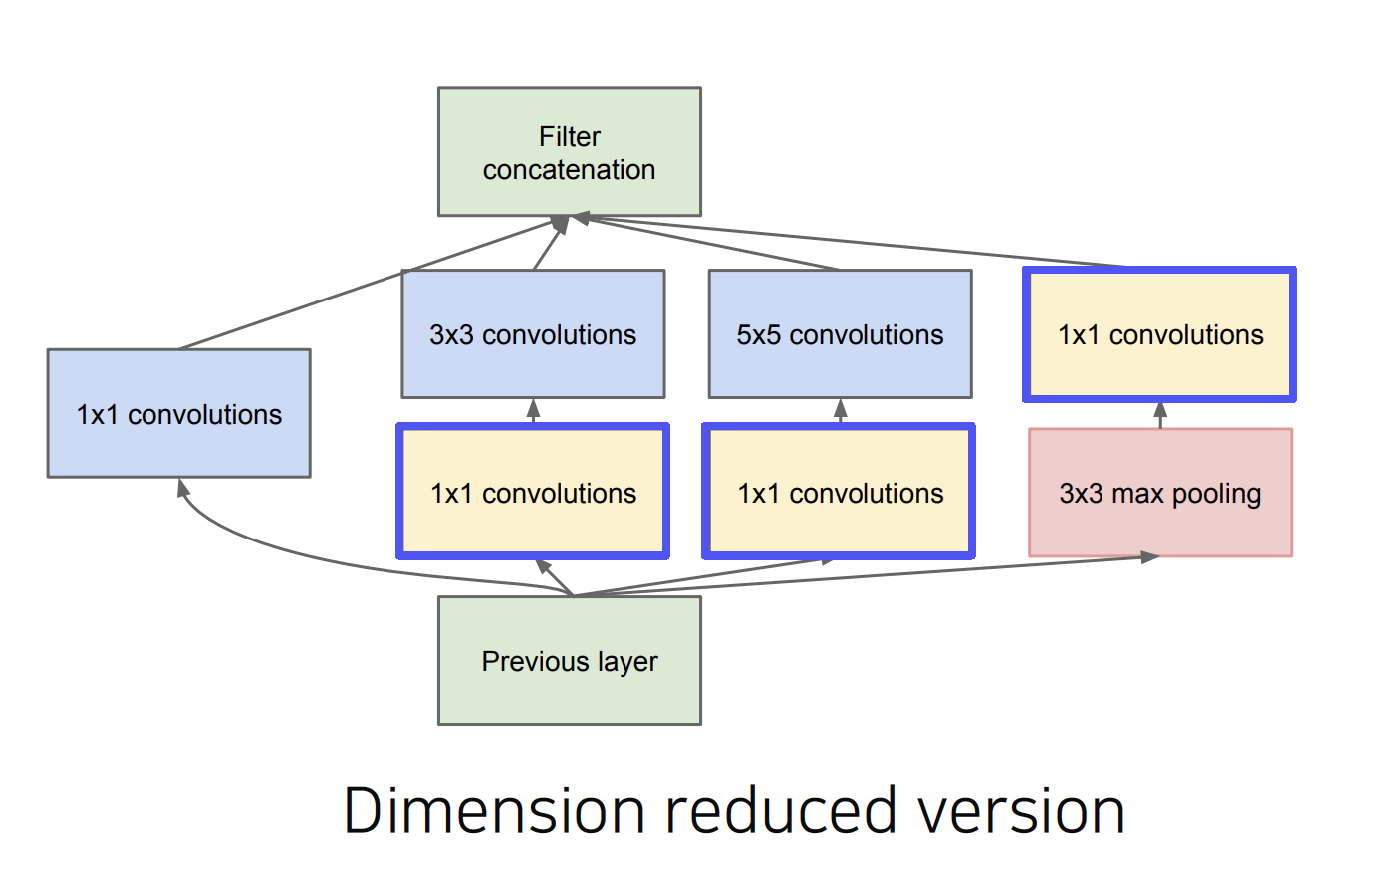 Filter
concatenation
3x3 convolutions
5x5 convolutions
1x1 convolutions
1x1 convolutions
1x1 convolutions
1x1 convolutions
3x3 max pooling
Previous layer
Dimension reduced version